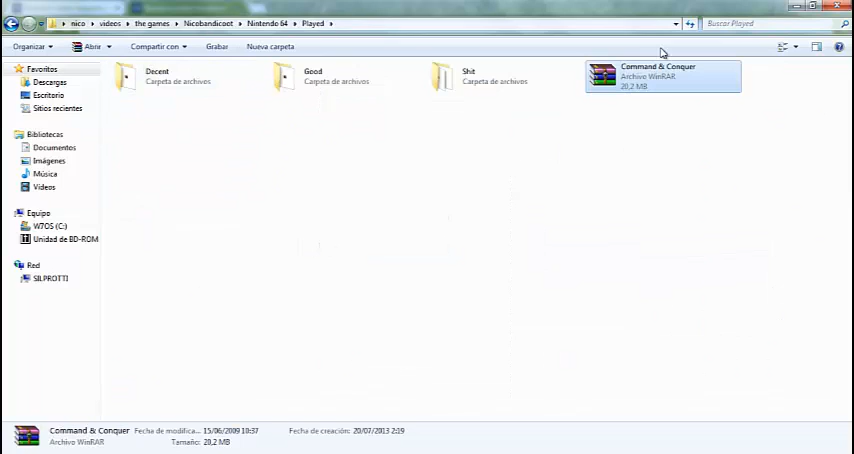 nico ▸ videos ▸ the games ▸ Nicobandicoot ▸ Nintendo 64 ▸ Played ▸
Buscar Played
Organizar
Abrir
Compartir con
Grabar
Nueva carpeta
Favoritos
Descargas
Escritorio
Sitios recientes
Bibliotecas
Documentos
Imágenes
Música
Vídeos
Equipo
W7OS (C:)
Unidad de BD-ROM
Red
SILPROTTI
Decent
Carpeta de archivos
Good
Carpeta de archivos
Shit
Carpeta de archivos
Command & Conquer
Archivo WinRAR
20,2 MB
Command & Conquer Fecha de modifica... 15/06/2009 10:37 Fecha de creación: 20/07/2013 2:19
Archivo WinRAR Tamaño: 20,2 MB